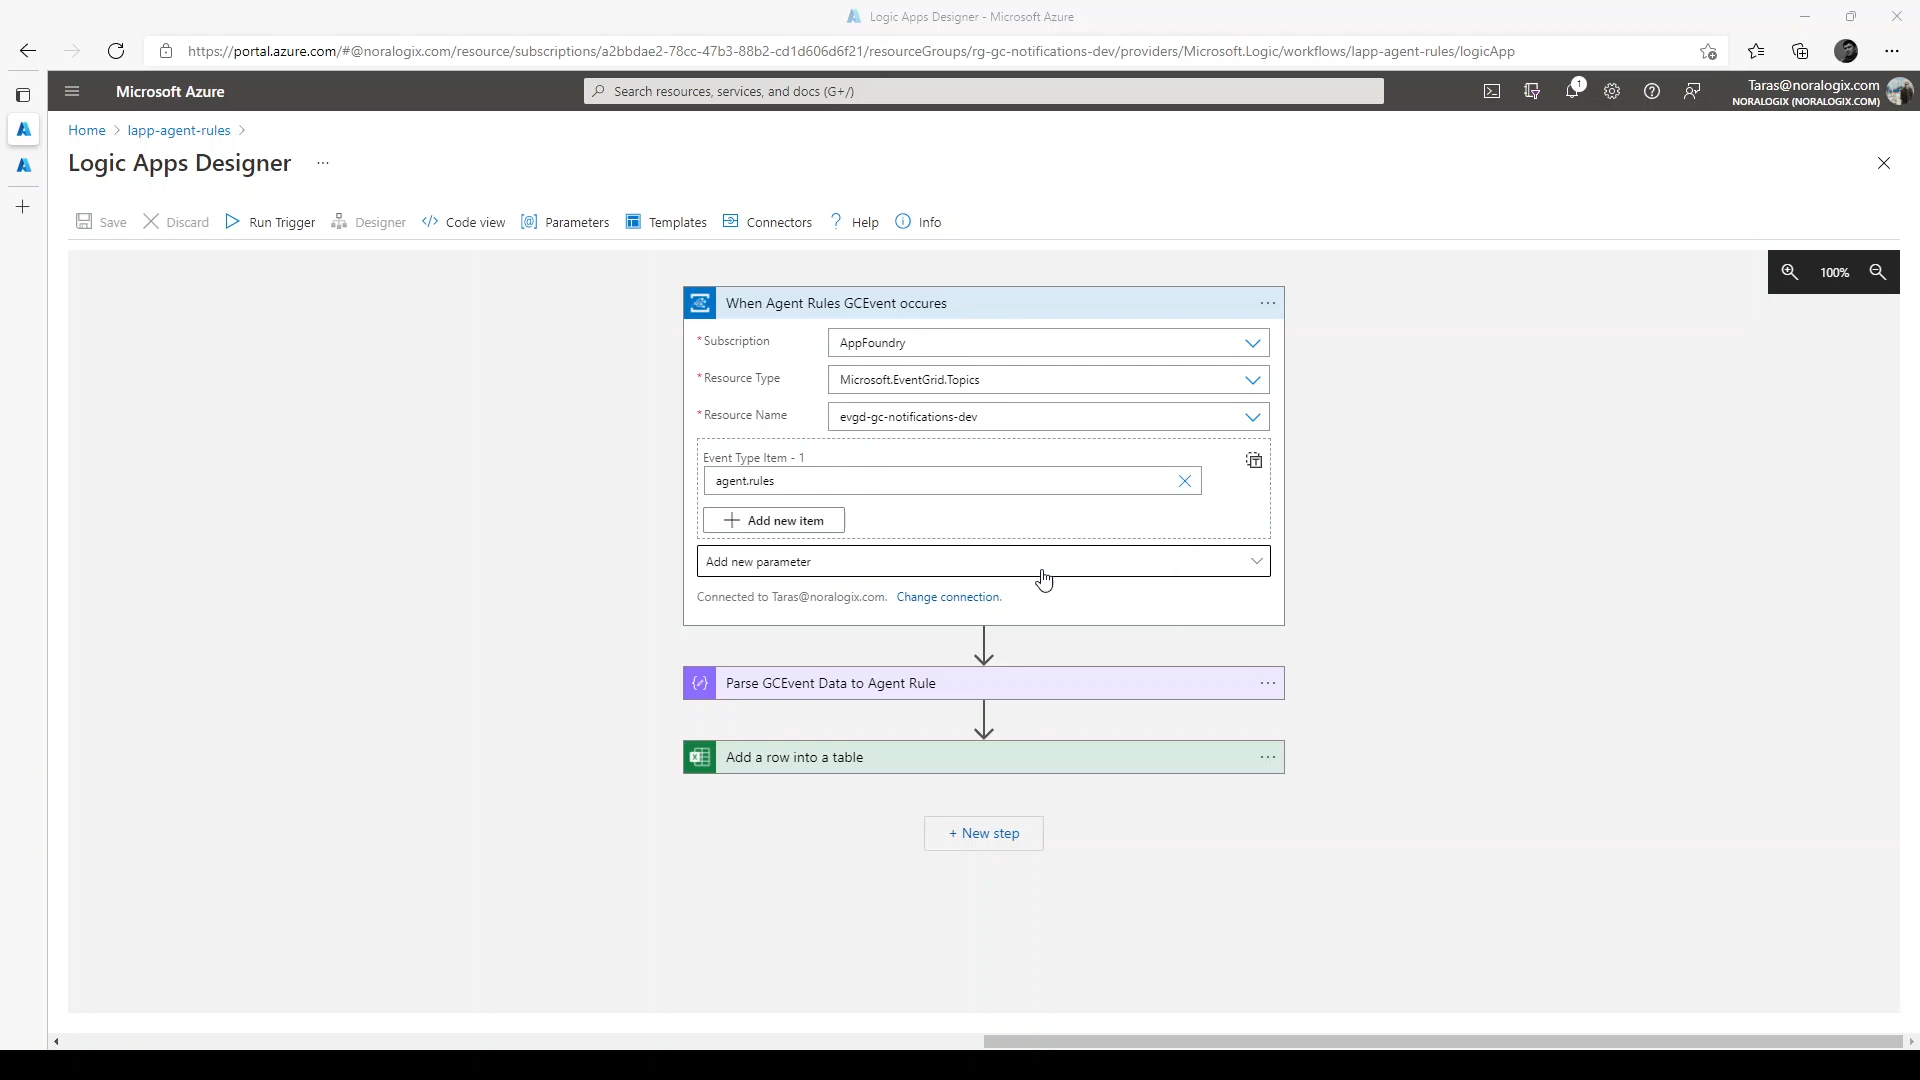 Logic Apps Designer - Microsoft Azure
https://portal.azure.com/#@noralogix.com/resource/subscriptions/a2bbdae2-78cc-47b3-88b2-cd1d606d6f21/resourceGroups/rg-gc-notifications-dev/providers/Microsoft.Logic/workflows/lapp-agent-rules/logicApp
Microsoft Azure
Search resources, services, and docs (G+/)
1
Taras@noralogix.com
NORALOGIX (NORALOGIX.COM)
Home > lapp-agent-rules >
Logic Apps Designer ...
Save Discard Run Trigger Designer Code view Parameters Templates Connectors Help Info
100%
When Agent Rules GCEvent occures
* Subscription AppFoundry
* Resource Type Microsoft.EventGrid.Topics
* Resource Name evgd-gc-notifications-dev
Event Type Item - 1
agent.rules
Add new item
Add new parameter
Connected to Taras@noralogix.com. Change connection.
Parse GCEvent Data to Agent Rule
Add a row into a table
+ New step